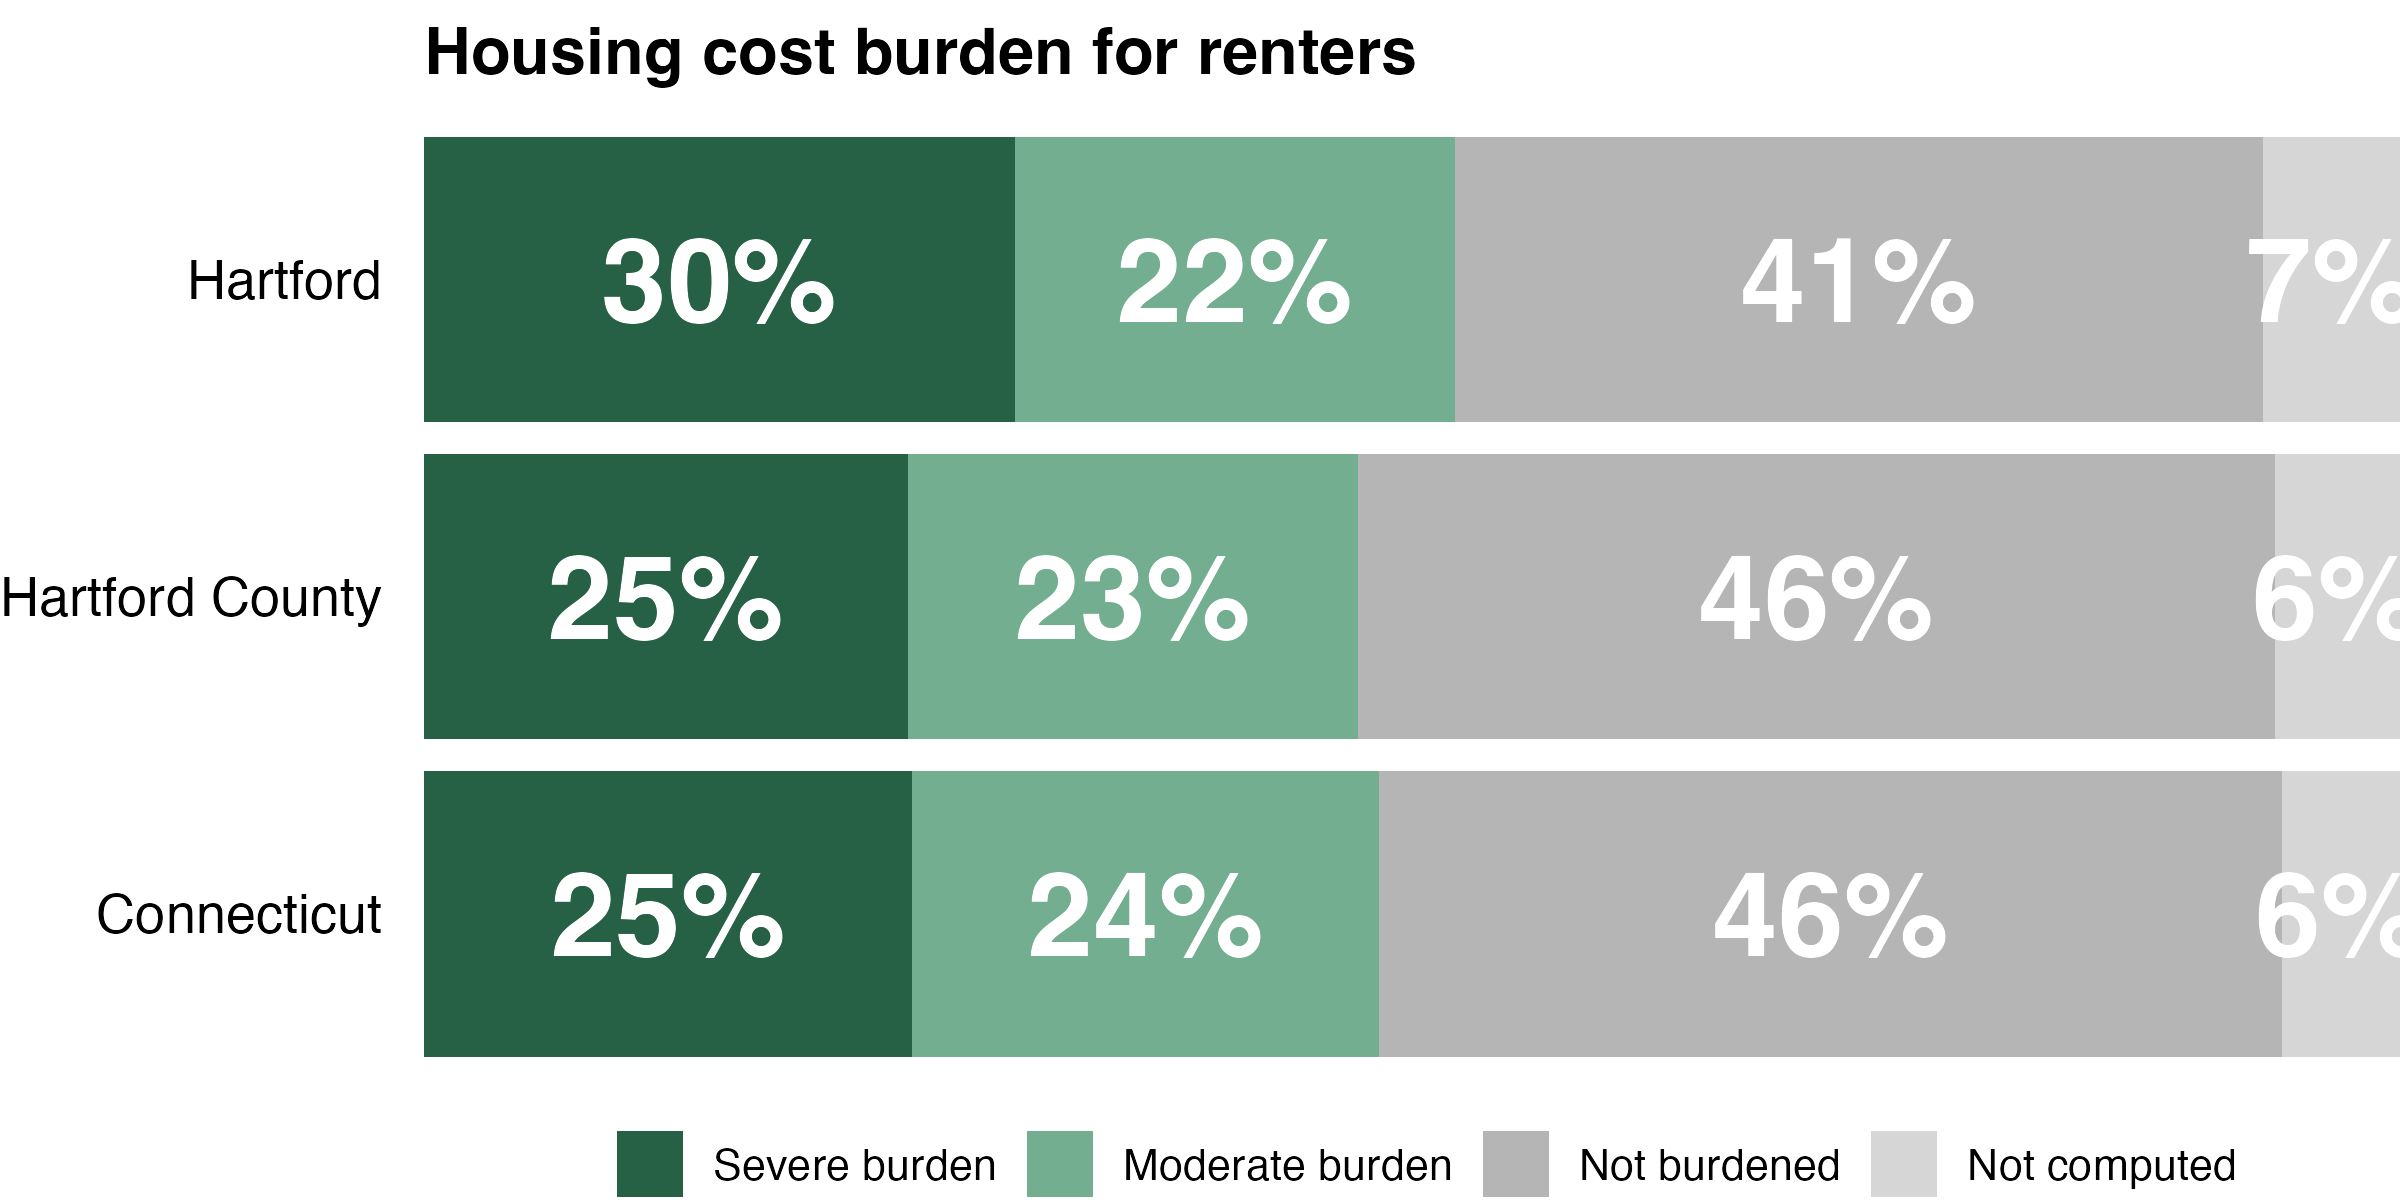 Housing cost burden for renters
Hartford 30% 22% 41% 7%
Hartford County 25% 23% 46% 6%
Connecticut 25% 24% 46% 6%
Severe burden Moderate burden Not burdened Not computed